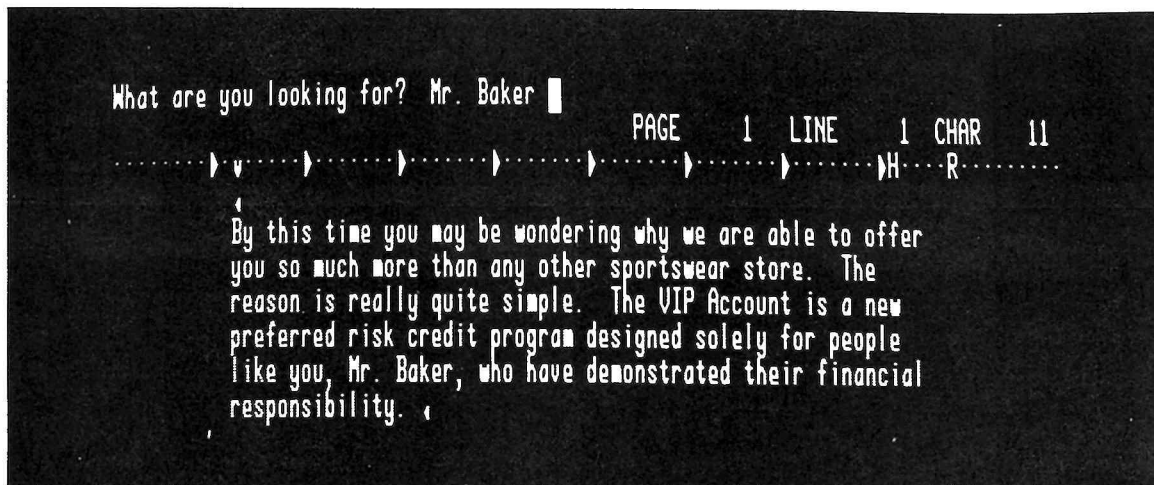 What are you looking for? Mr. Baker
PAGE 1 LINE 1 CHAR 11
H R
By this time you may be wondering why we are able to offer
you so much more than any other sportswear store. The
reason is really quite simple. The VIP Account is a new
preferred risk credit program designed solely for people
like you, Mr. Baker, who have demonstrated their financial
responsibility.